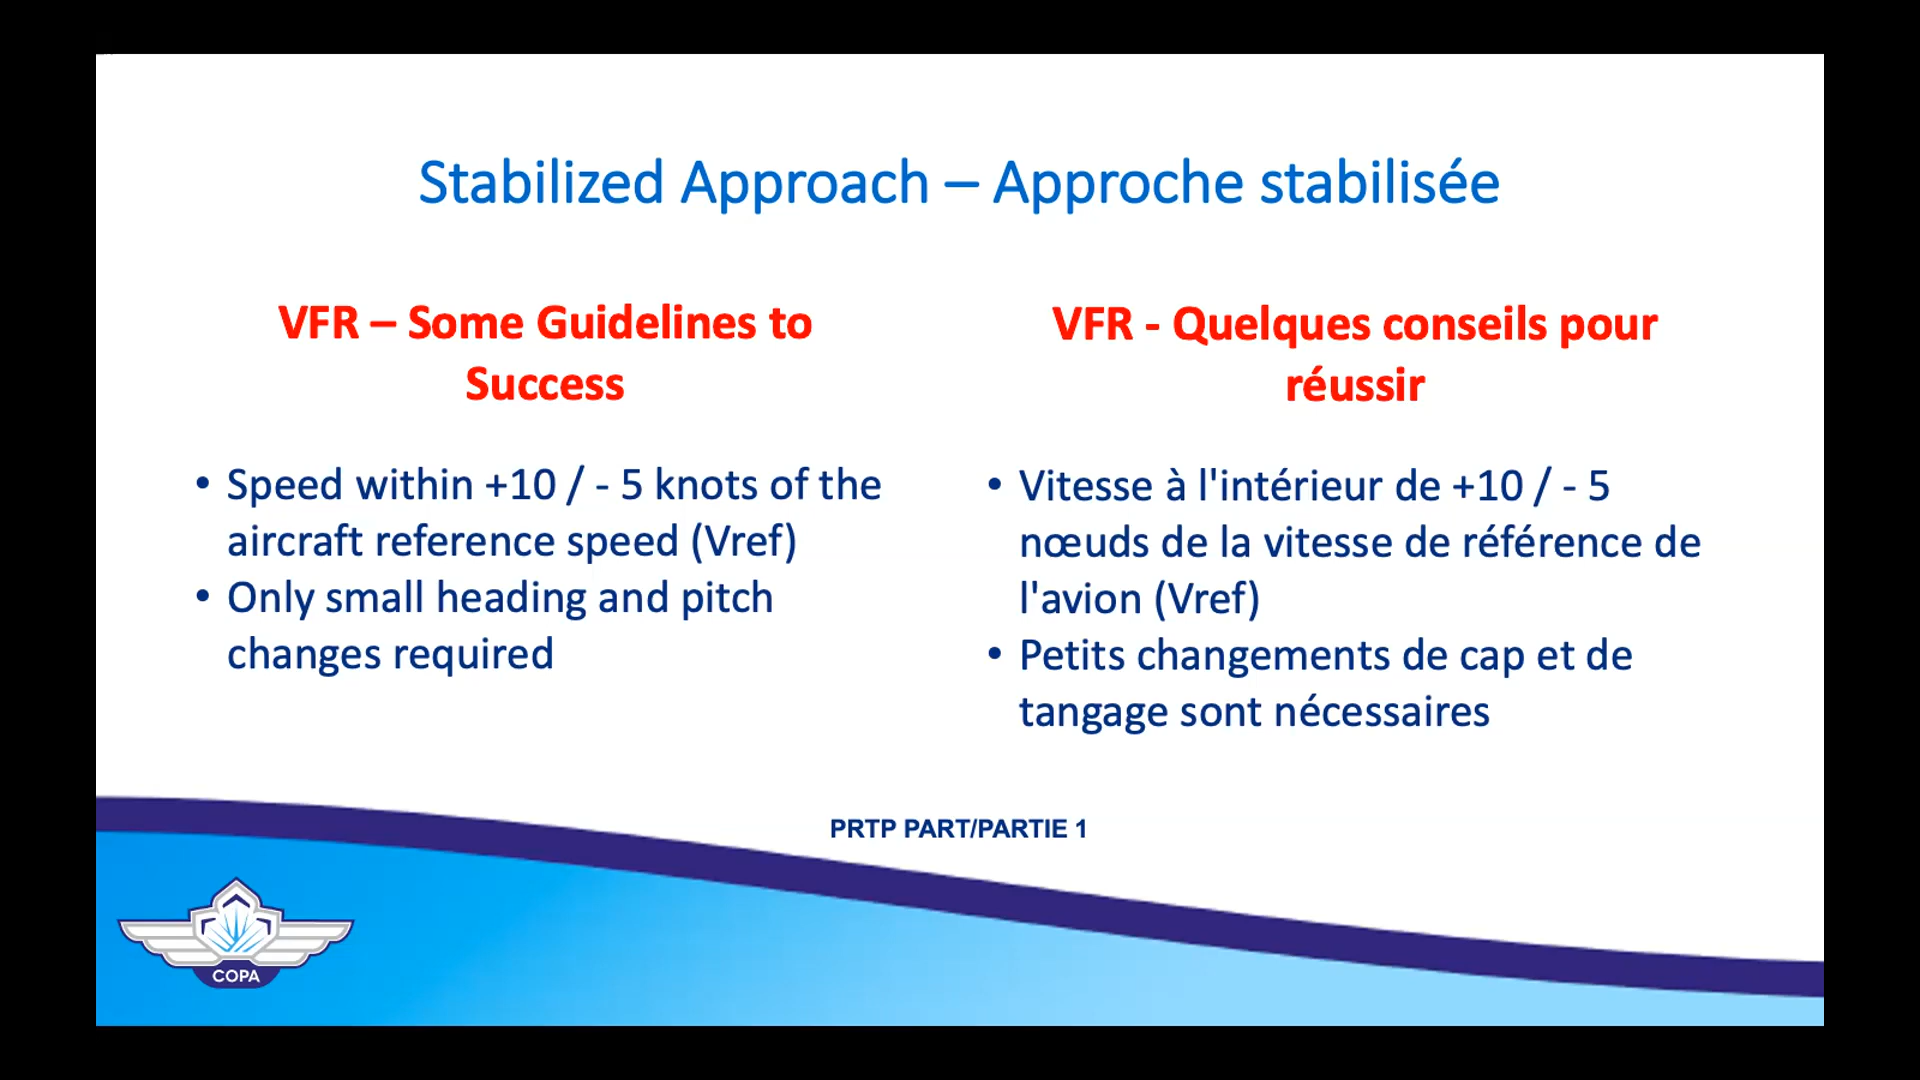 Stabilized Approach – Approche stabilisée
VFR – Some Guidelines to
Success
• Speed within +10 / - 5 knots of the
aircraft reference speed (Vref)
• Only small heading and pitch
changes required
VFR - Quelques conseils pour
réussir
• Vitesse à l'intérieur de +10 / - 5
nœuds de la vitesse de référence de
l'avion (Vref)
• Petits changements de cap et de
tangage sont nécessaires
PRTP PART/PARTIE 1
COPA